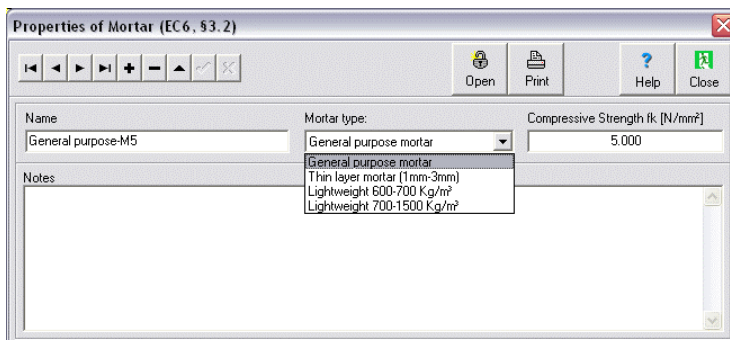 Properties of Mortar (EC6, §3.2)
Open Print Help Close
Name Mortar type: Compressive Strength fk [N/mm²]
General purpose-M5 General purpose mortar 5.000
General purpose mortar
Thin layer mortar (1mm-3mm)
Lightweight 600-700 Kg/m³
Lightweight 700-1500 Kg/m³
Notes